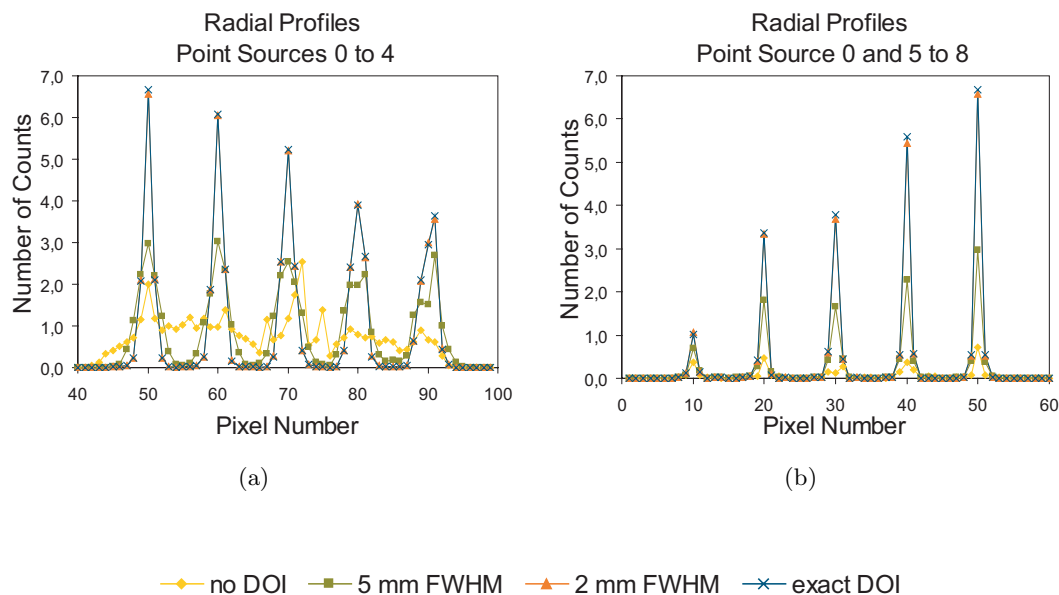 Radial Profiles
Point Sources 0 to 4
Number of Counts
7,0
6,0
5,0
4,0
3,0
2,0
1,0
0,0
40 50 60 70 80 90 100
Pixel Number
(a)
Radial Profiles
Point Source 0 and 5 to 8
Number of Counts
7,0
6,0
5,0
4,0
3,0
2,0
1,0
0,0
0 10 20 30 40 50 60
Pixel Number
(b)
no DOI 5 mm FWHM 2 mm FWHM exact DOI